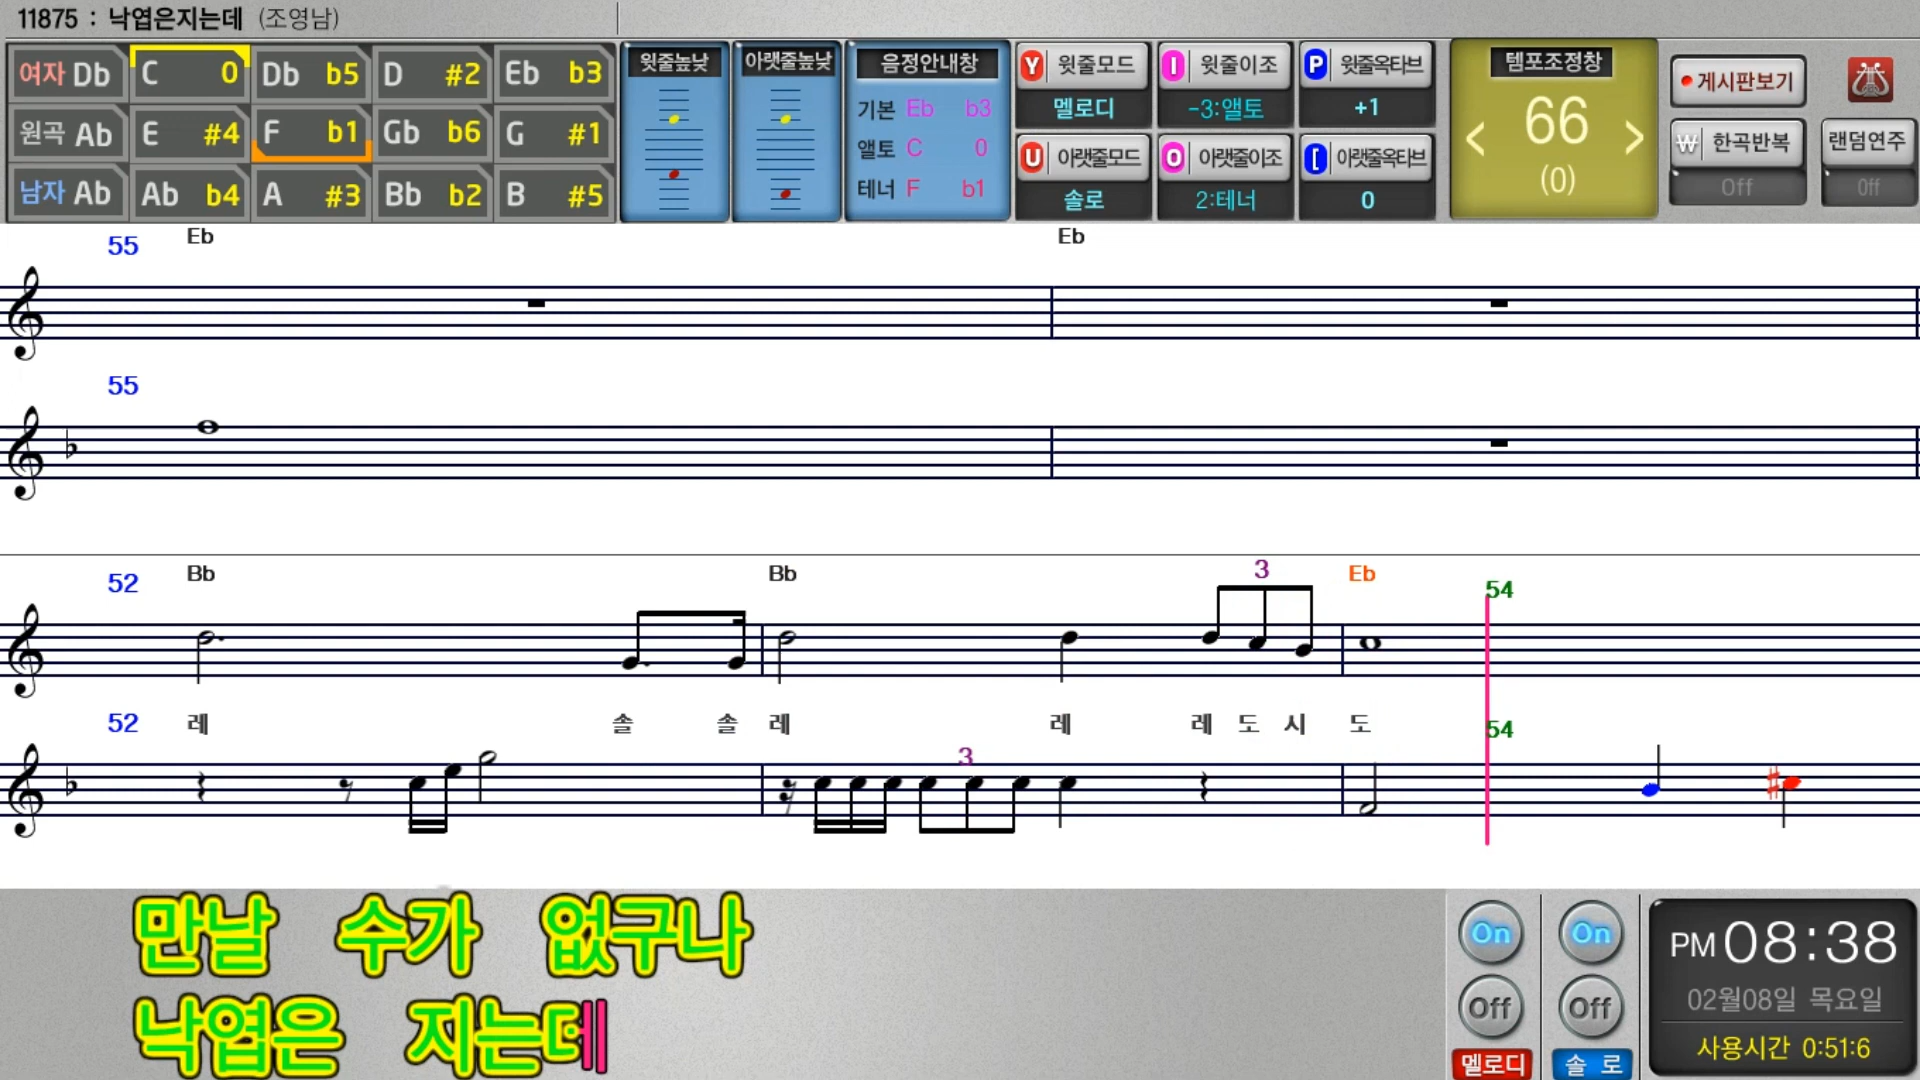 11875 : 낙엽은지는데 (조영남)
여자 Db C 0 Db b5 D #2 Eb b3
원곡 Ab E #4 F b1 Gb b6 G #1
남자 Ab Ab b4 A #3 Bb b2 B #5
윗줄높낮 아랫줄높낮 음정안내창
기본 Eb b3
앨토 C 0
테너 F b1
Y 윗줄모드 I 윗줄이조 P 윗줄옥타브
멜로디 -3:앨토 +1
U 아랫줄모드 O 아랫줄이조 [ 아랫줄옥타브
솔로 2:테너 0
템포조정창
< 66 >
(0)
게시판보기
W 한곡반복 랜덤연주
Off Off
55 Eb Eb
55
52 Bb Bb 3 Eb 54
52 레 솔 솔 레 레 레 도 시 도 54
3
만날 수가 없구나
낙엽은 지는데
On On
Off Off
멜로디 솔 로
PM 08:38
02월08일 목요일
사용시간 0:51:6